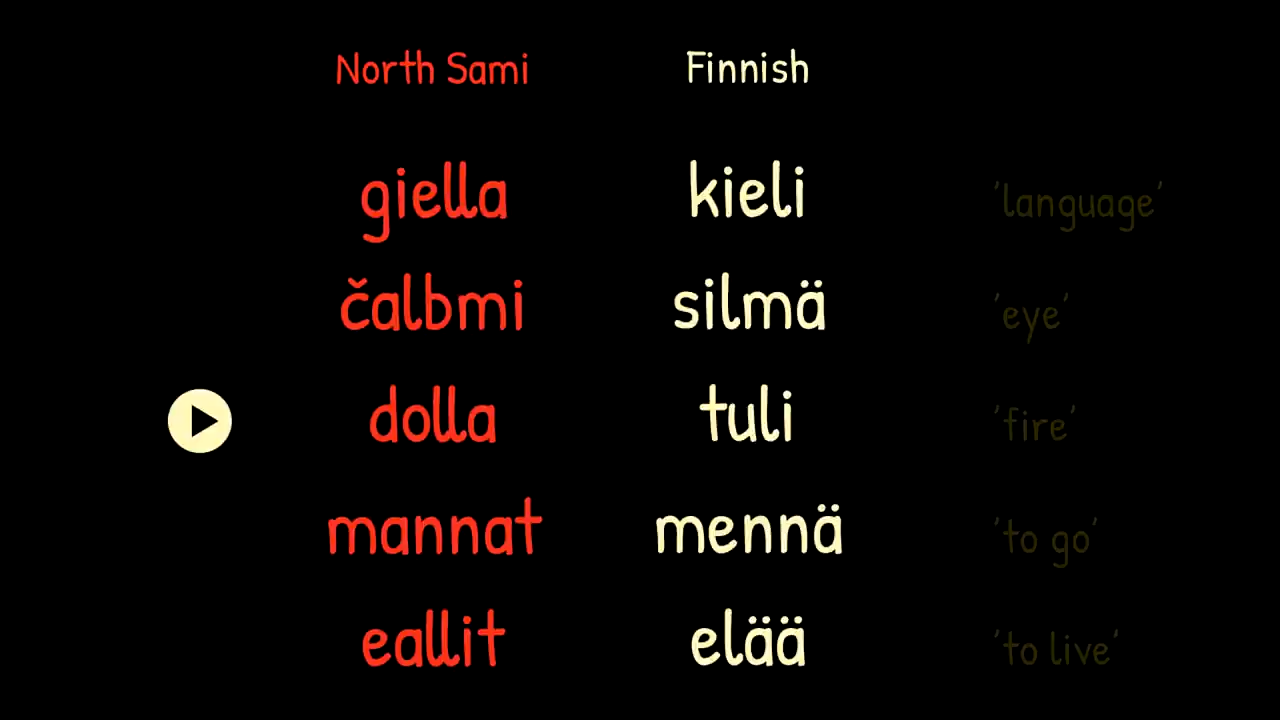 North Sami Finnish
giella kieli 'language'
čalbmi silmä 'eye'
dolla tuli 'fire'
mannat mennä 'to go'
eallit elää 'to live'